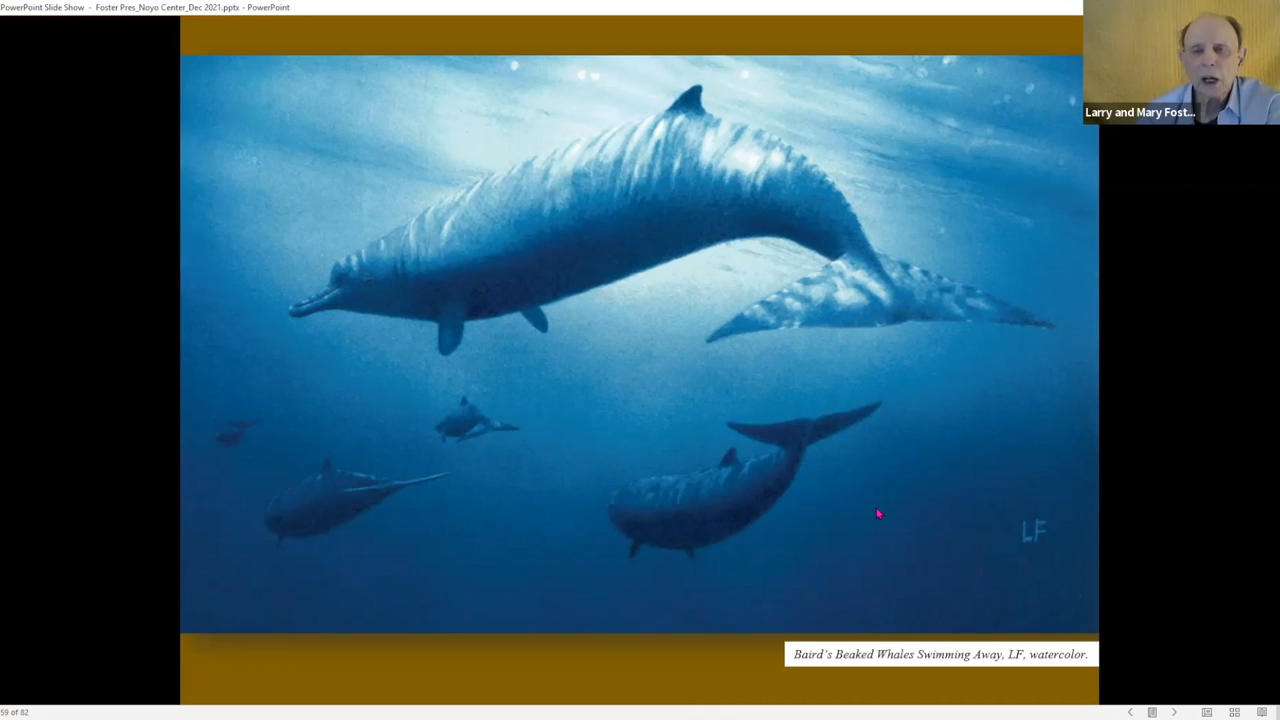 PowerPoint Slide Show - Foster Pres_Noyo Center_Dec 2021.pptx - PowerPoint
Larry and Mary Fost...
LF
Baird's Beaked Whales Swimming Away, LF, watercolor.
59 of 82